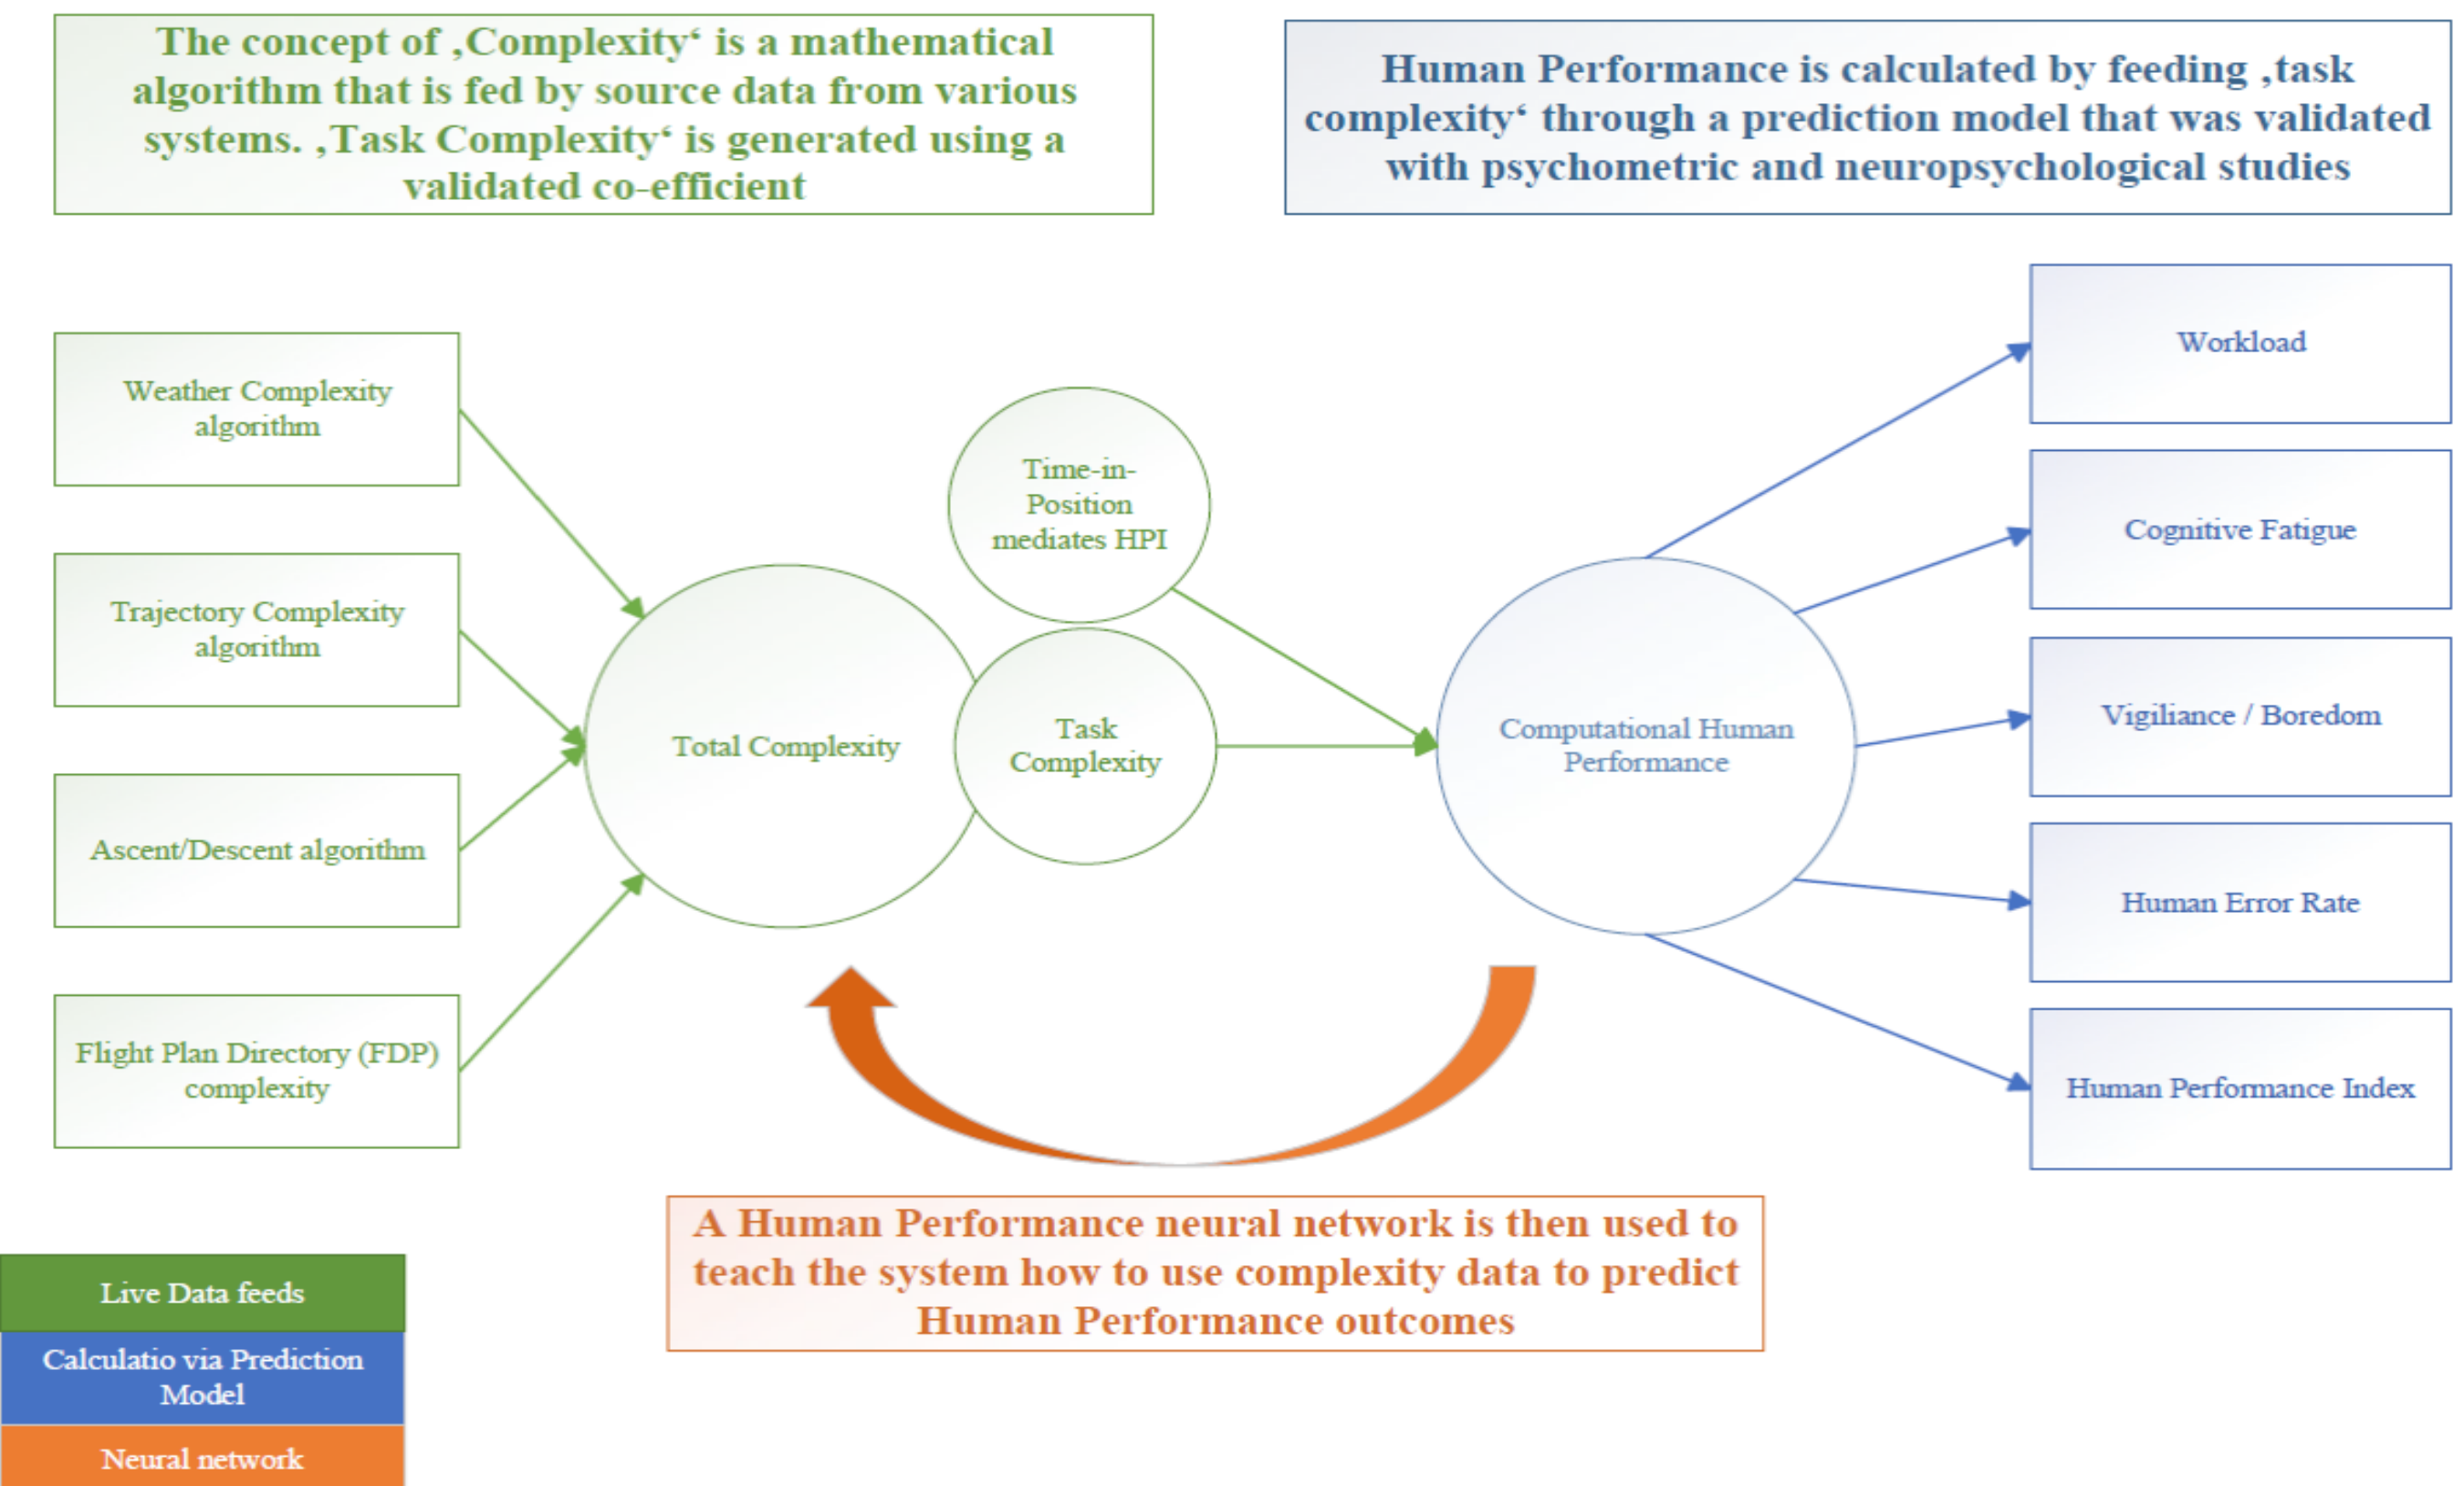 The concept of ‚Complexity‘ is a mathematical
algorithm that is fed by source data from various
systems. ‚Task Complexity‘ is generated using a
validated co-efficient
Human Performance is calculated by feeding ‚task
complexity‘ through a prediction model that was validated
with psychometric and neuropsychological studies
Weather Complexity
algorithm
Trajectory Complexity
algorithm
Ascent/Descent algorithm
Flight Plan Directory (FDP)
complexity
Total Complexity
Time-in-
Position
mediates HPI
Task
Complexity
Computational Human
Performance
Workload
Cognitive Fatigue
Vigiliance / Boredom
Human Error Rate
Human Performance Index
A Human Performance neural network is then used to
teach the system how to use complexity data to predict
Human Performance outcomes
Live Data feeds
Calculatio via Prediction
Model
Neural network